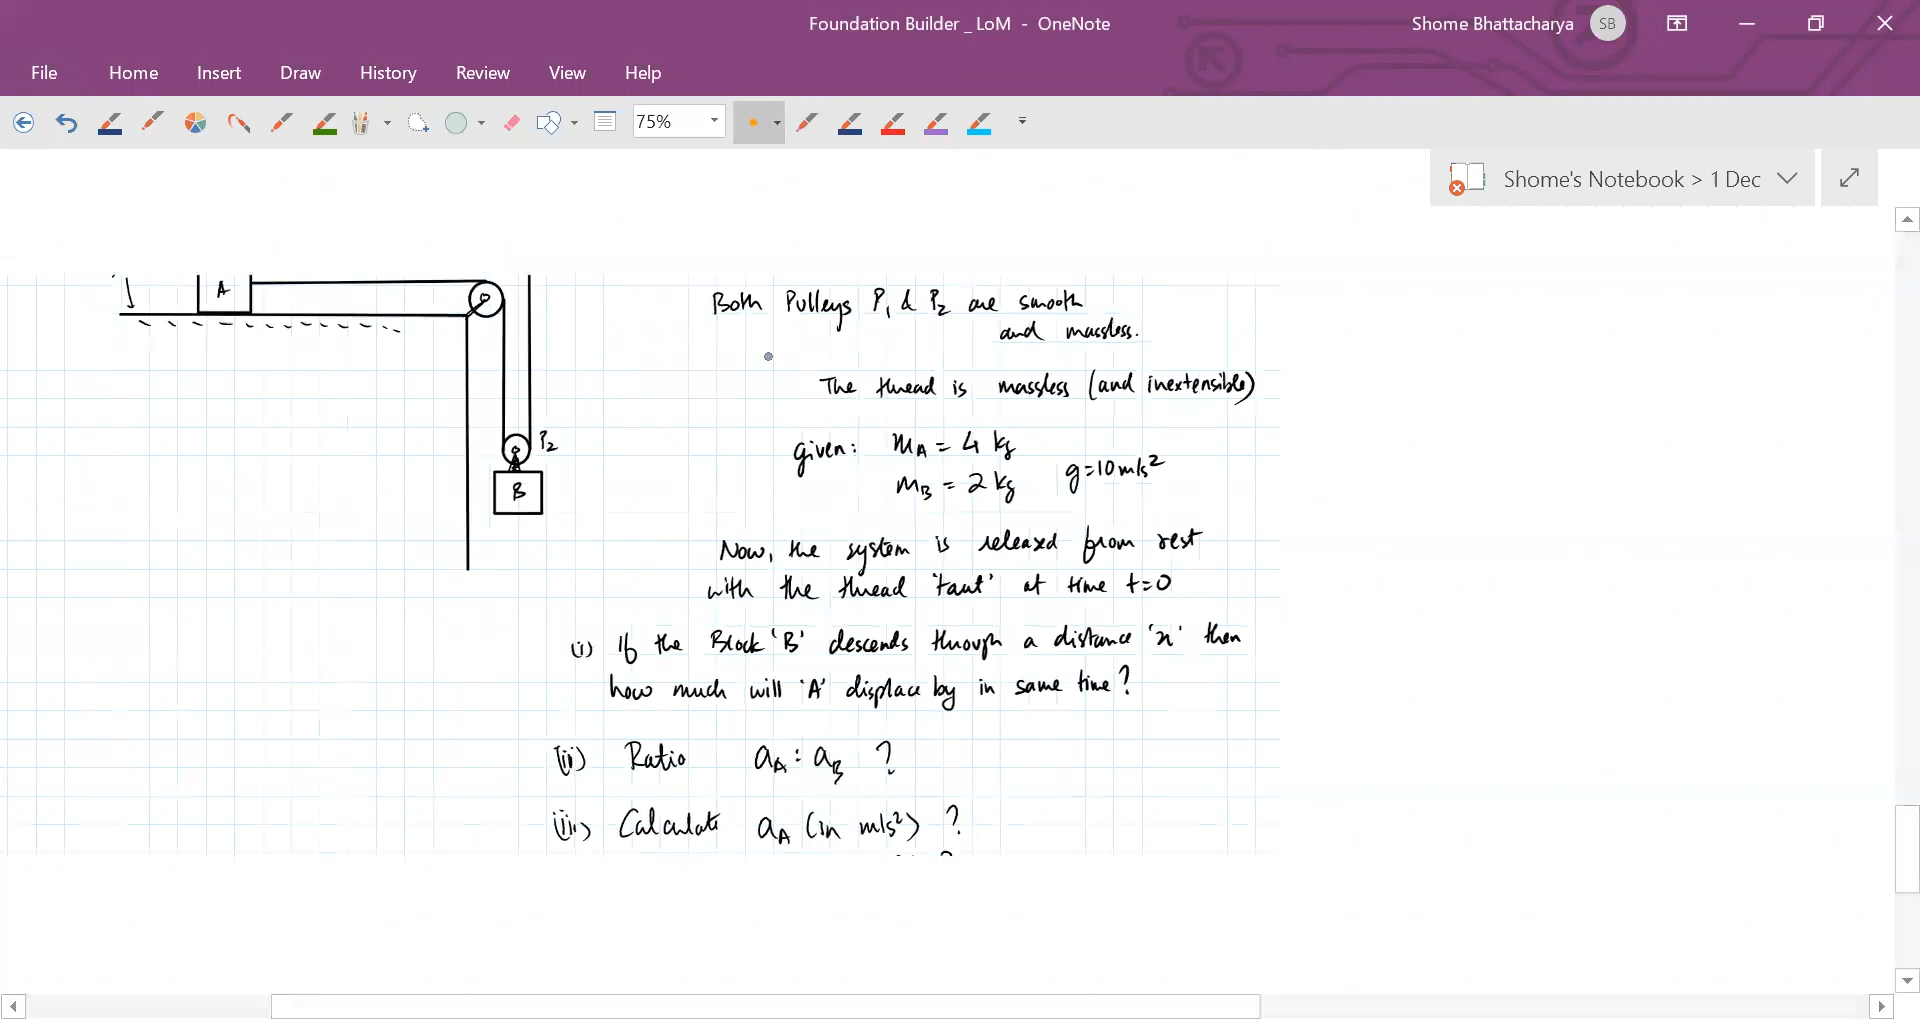 Foundation Builder _ LoM - OneNote
Shome Bhattacharya
SB
File Home Insert Draw History Review View Help
75%
Shome's Notebook > 1 Dec
A
P2
B
Both Pulleys P1 & P2 are smooth
and massless.
The thread is massless (and inextensible)
given: mA = 4 kg
mB = 2 kg g=10m/s²
Now, the system is released from rest
with the thread 'taut' at time t=0
(i) If the Block 'B' descends through a distance 'x' then
how much will 'A' displace by in same time?
(ii) Ratio aA : aB ?
(iii) Calculate aA (in m/s²) ?